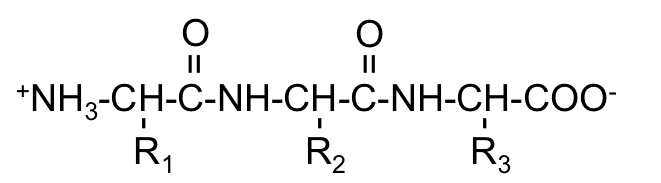 O O
⁺NH₃-CH-C-NH-CH-C-NH-CH-COO⁻
R₁ R₂ R₃